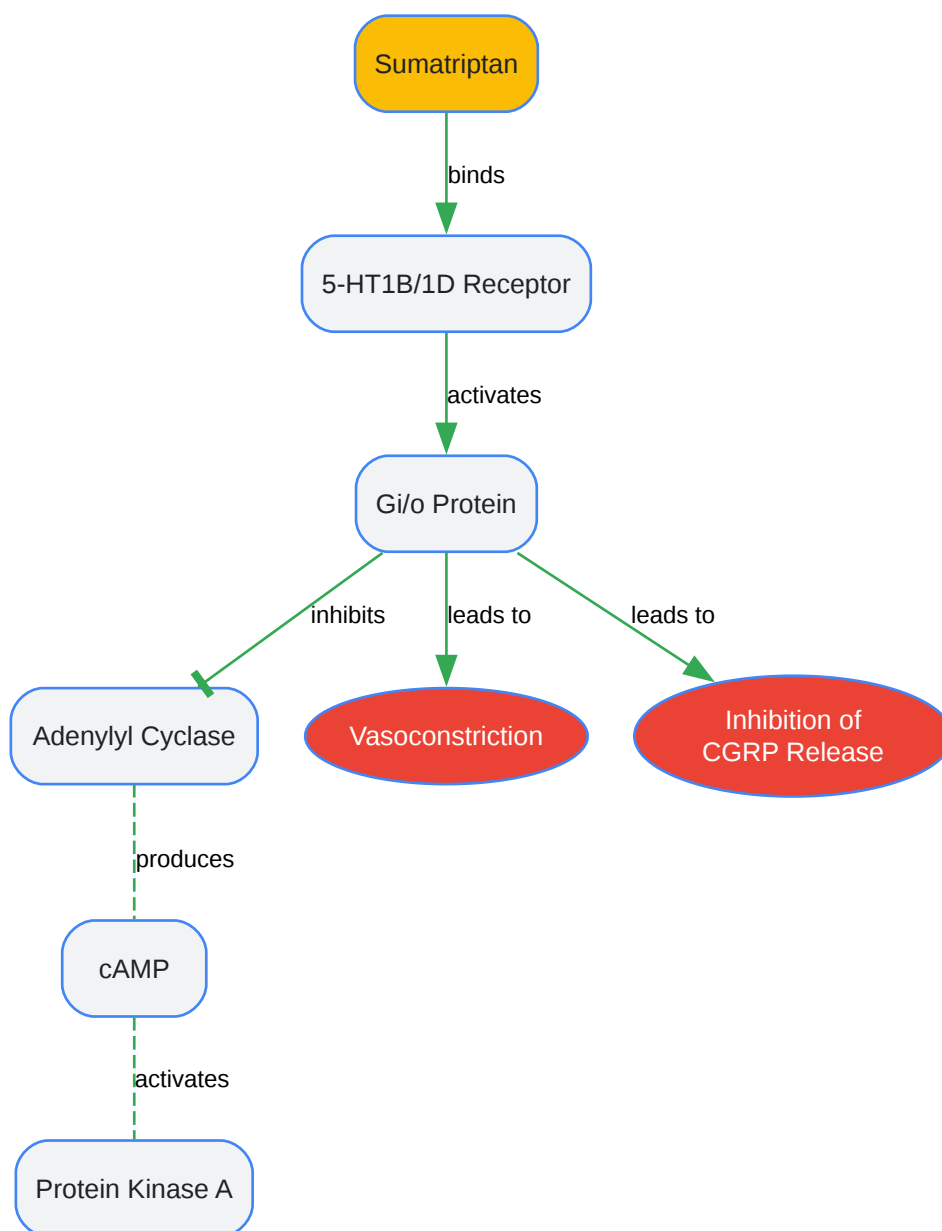 Sumatriptan
binds
5-HT1B/1D Receptor
activates
Gi/o Protein
inhibits
leads to
leads to
Adenylyl Cyclase
Vasoconstriction
Inhibition of
CGRP Release
produces
cAMP
activates
Protein Kinase A